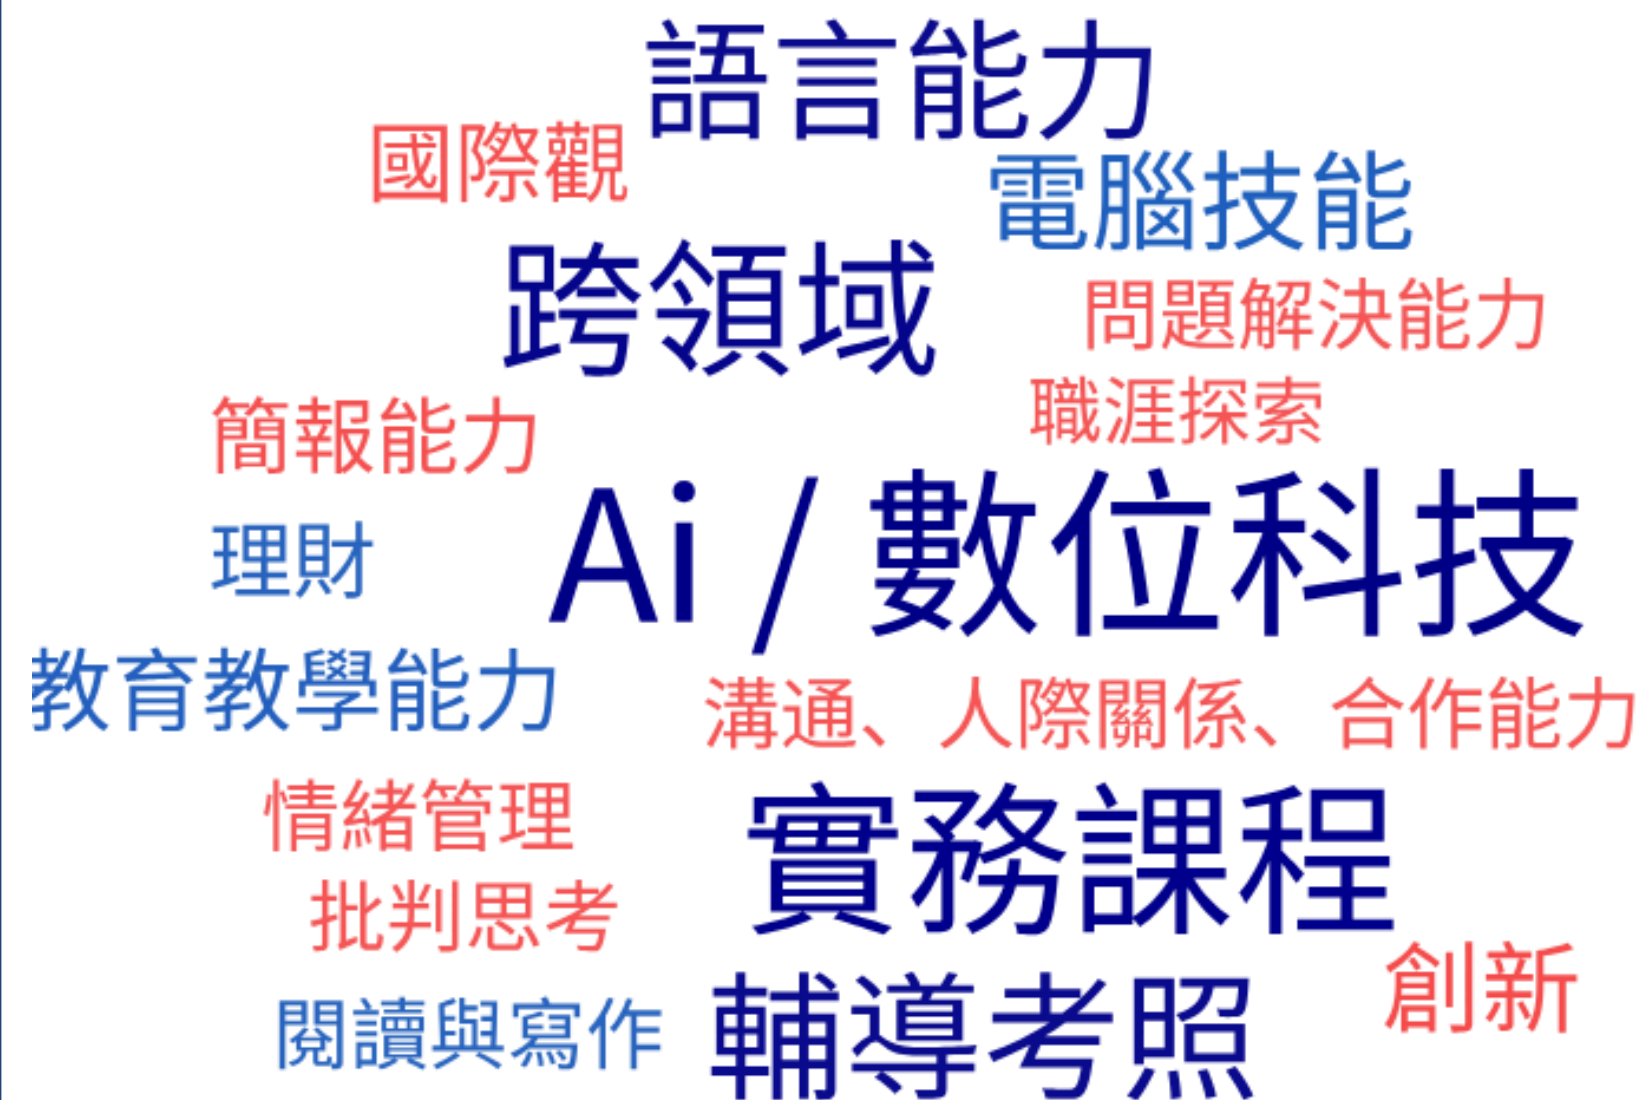 語言能力
國際觀
電腦技能
跨領域
問題解決能力
職涯探索
簡報能力
Ai / 數位科技
理財
教育教學能力
溝通、人際關係、合作能力
情緒管理
實務課程
批判思考
創新
閱讀與寫作
輔導考照